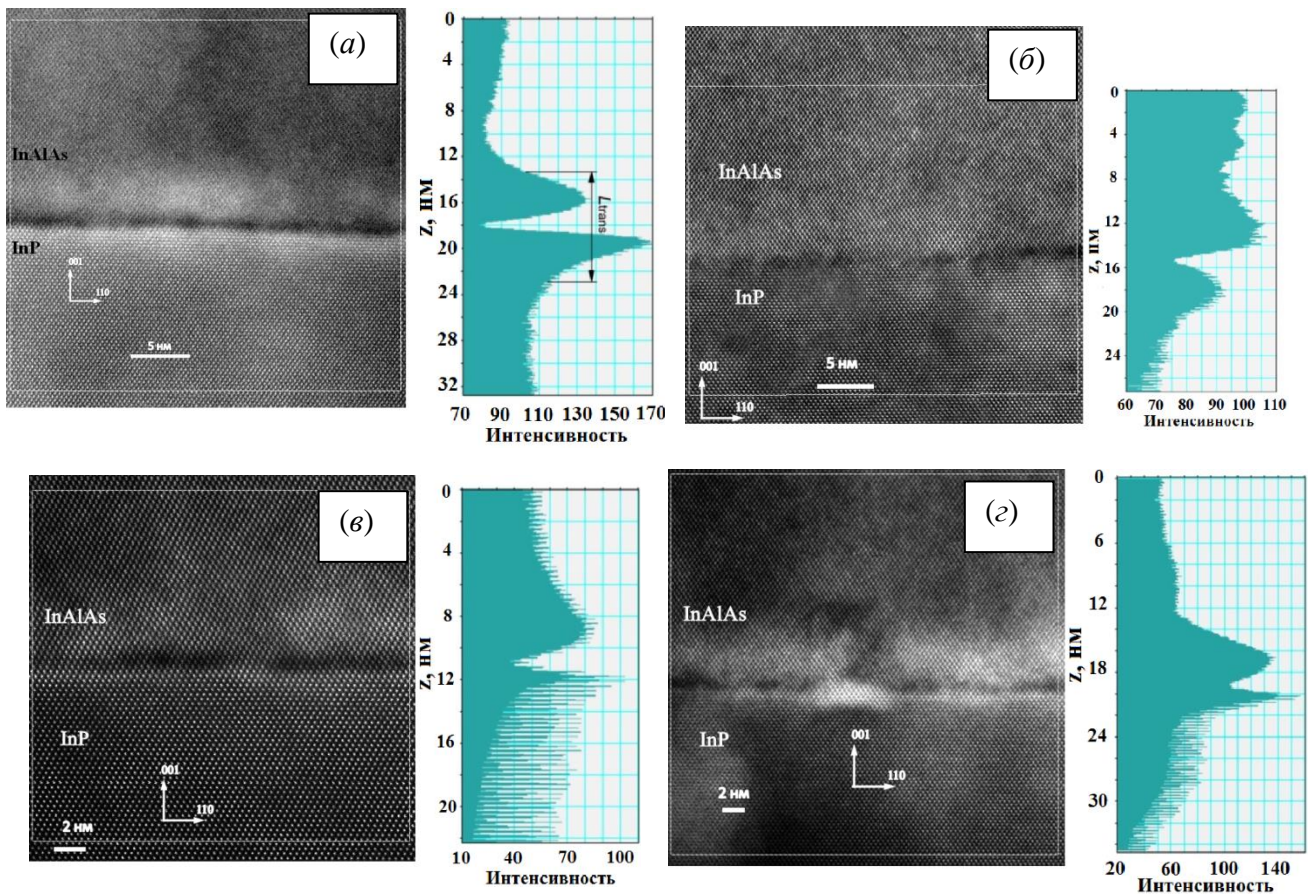 (а)
InAlAs
InP
001
110
5 нм
0
4
8
12
16
20
24
28
32
z, нм
Ltrans
70 90 110 130 150 170
Интенсивность
(б)
InAlAs
InP
001
110
5 нм
0
4
8
12
16
20
24
z, нм
60 70 80 90 100 110
Интенсивность
(в)
InAlAs
InP
001
110
2 нм
0
4
8
12
16
20
z, нм
10 40 70 100
Интенсивность
(г)
InAlAs
InP
001
110
2 нм
0
6
12
18
24
30
z, нм
20 60 100 140
Интенсивность